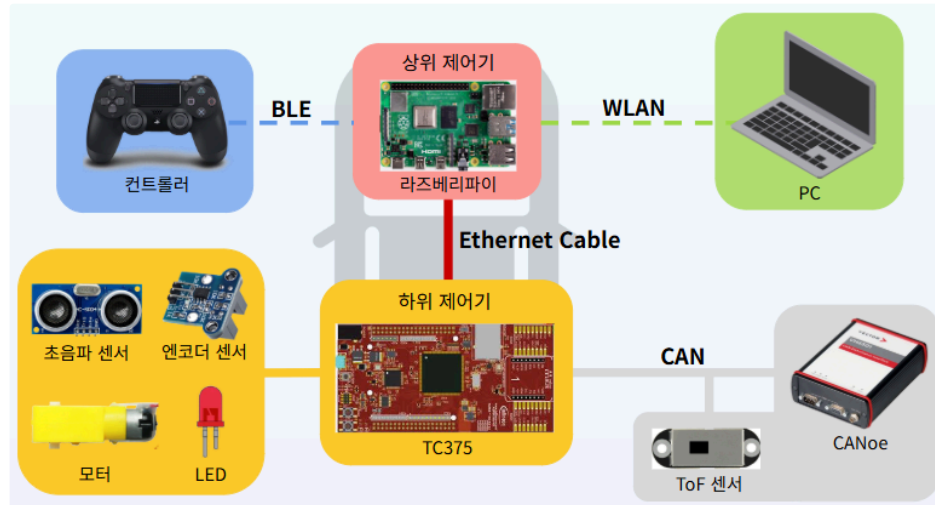 상위 제어기
BLE
WLAN
HDMI
컨트롤러
라즈베리파이
PC
Ethernet Cable
하위 제어기
초음파 센서
엔코더 센서
CAN
VECTOR
모터
LED
TC375
ToF 센서
CANoe